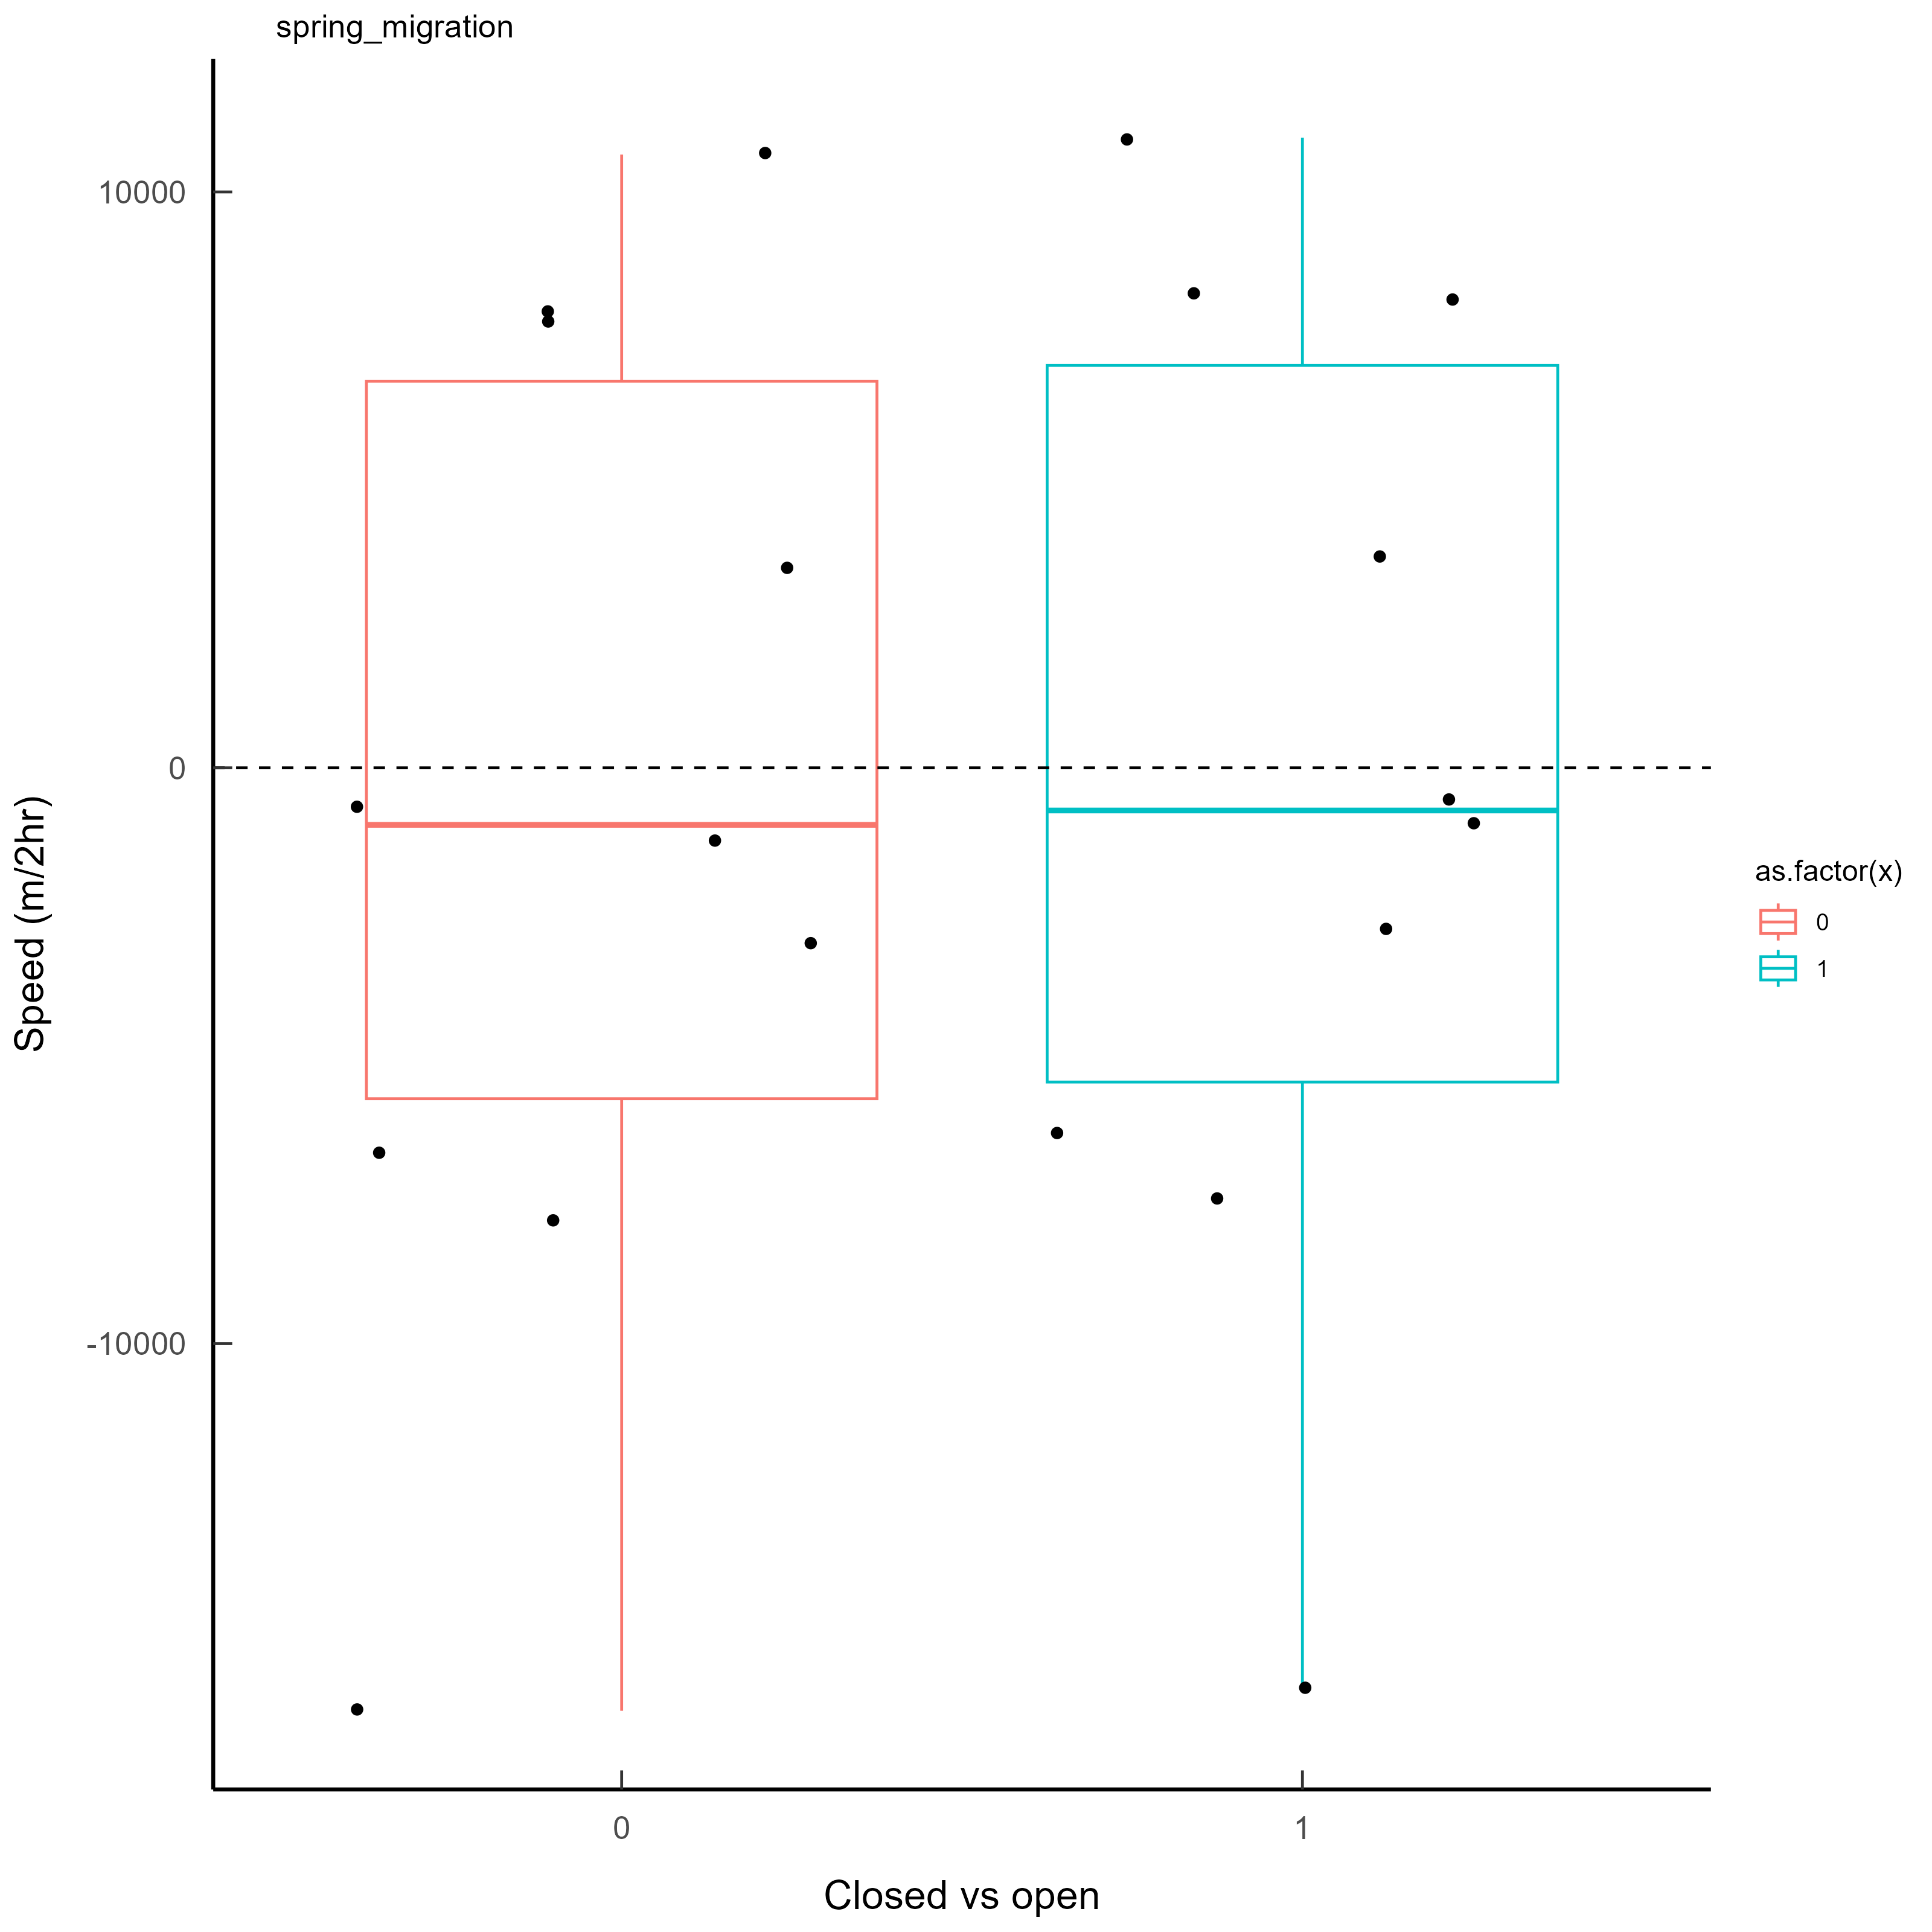 spring_migration
10000
0
-10000
Speed (m/2hr)
0
1
Closed vs open
as.factor(x)
0
1